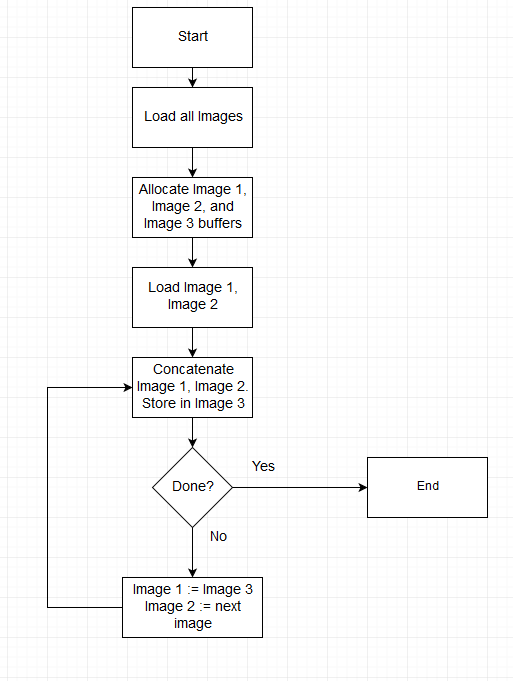 Start
Load all Images
Allocate Image 1,
Image 2, and
Image 3 buffers
Load Image 1,
Image 2
Concatenate
Image 1, Image 2.
Store in Image 3
Done?
Yes
End
No
Image 1 := Image 3
Image 2 := next
image